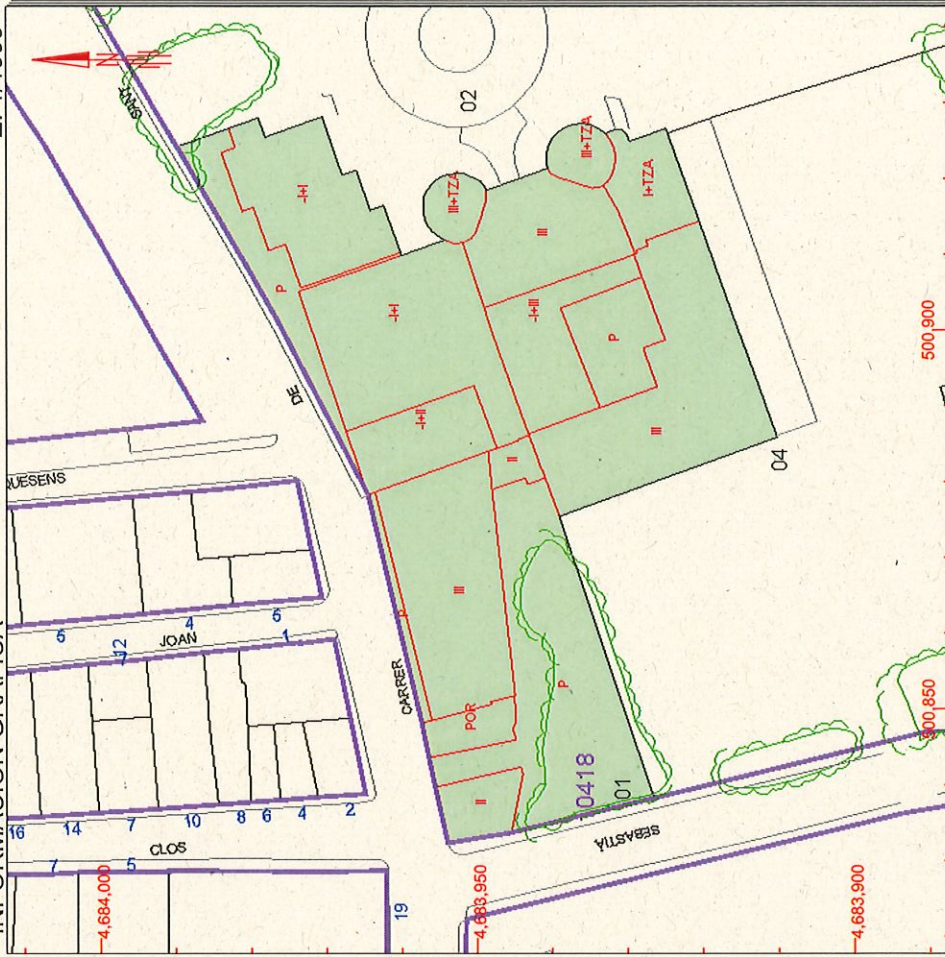 SANT
02
III+TZA
III+TZA
-I+I
III
I+TZA
P
-I+I
-I+III
P
500,900
DE
-I+II
III
04
QUESENS
II
6
12
4
6
1
JOAN
III
P
CARRER
POR
P
500,850
10418
01
II
SEBASTIÀ
16
14
7
10
8
6
4
2
CLOS
7
5
19
4,684,000
4,683,950
4,683,900